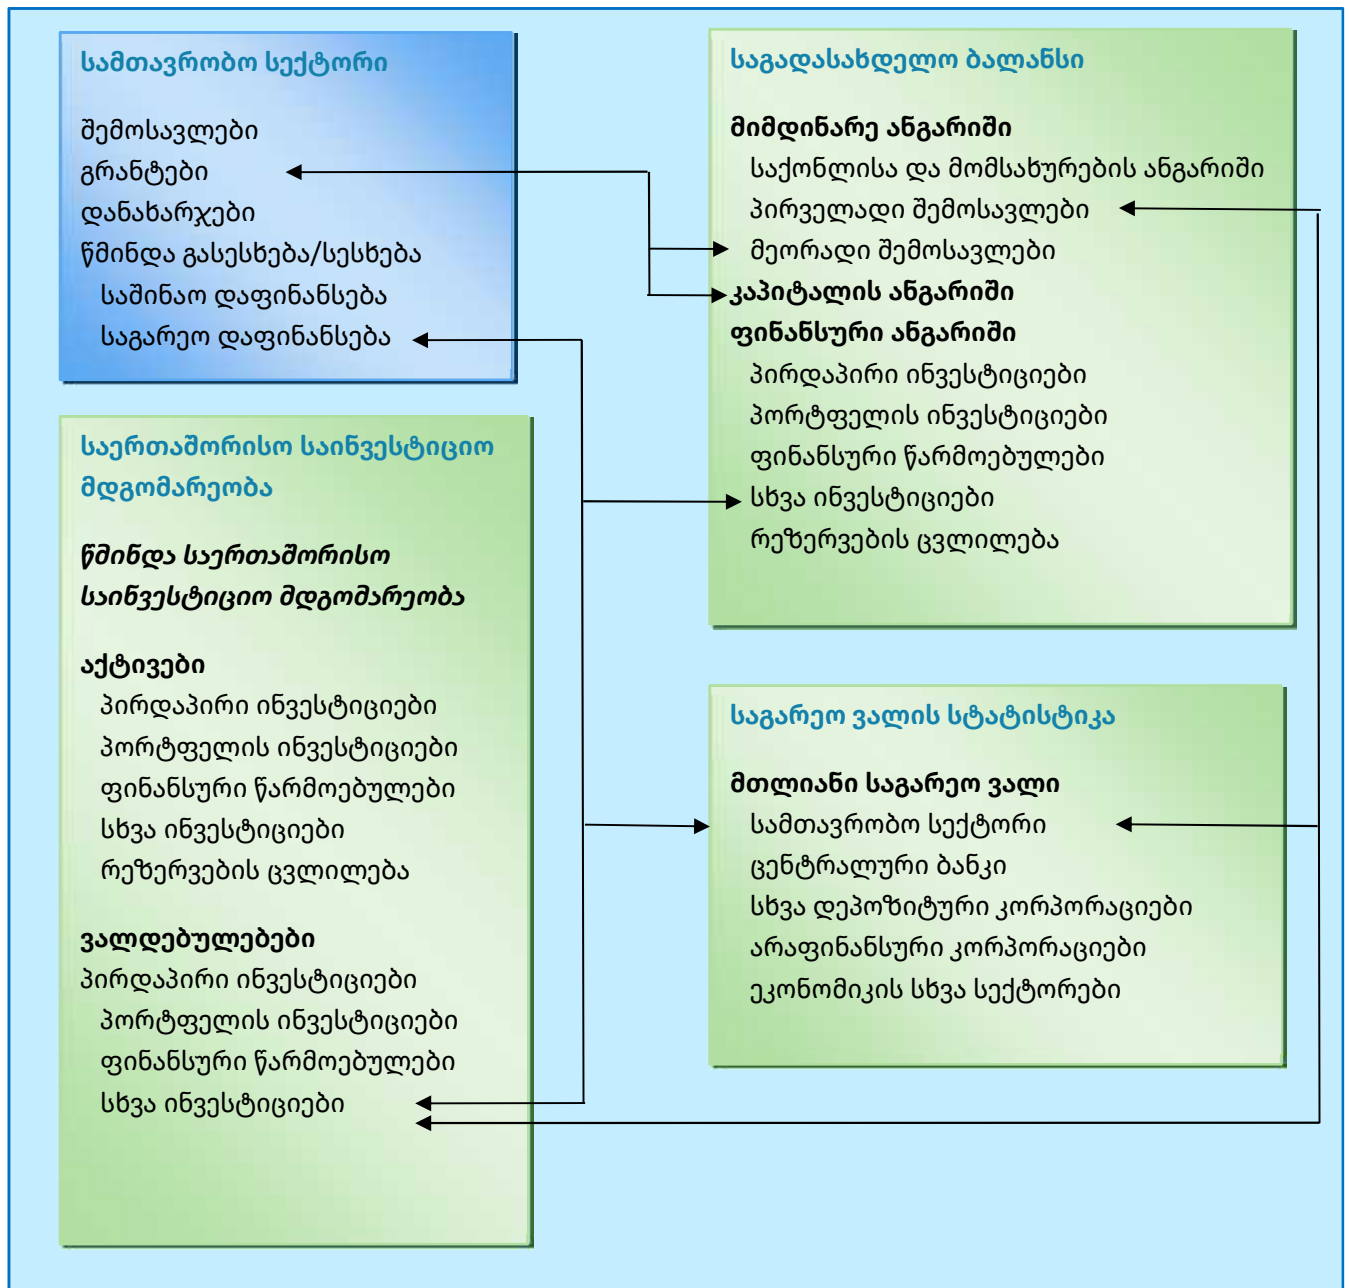 სამთავრობო სექტორი
შემოსავლები
გრანტები
დანახარჯები
წმინდა გასესხება/სესხება
საშინაო დაფინანსება
საგარეო დაფინანსება
საგადასახდელო ბალანსი
მიმდინარე ანგარიში
საქონლისა და მომსახურების ანგარიში
პირველადი შემოსავლები
მეორადი შემოსავლები
კაპიტალის ანგარიში
ფინანსური ანგარიში
პირდაპირი ინვესტიციები
პორტფელის ინვესტიციები
ფინანსური წარმოებულები
სხვა ინვესტიციები
რეზერვების ცვლილება
საერთაშორისო საინვესტიციო
მდგომარეობა
წმინდა საერთაშორისო
საინვესტიციო მდგომარეობა
აქტივები
პირდაპირი ინვესტიციები
პორტფელის ინვესტიციები
ფინანსური წარმოებულები
სხვა ინვესტიციები
რეზერვების ცვლილება
ვალდებულებები
პირდაპირი ინვესტიციები
პორტფელის ინვესტიციები
ფინანსური წარმოებულები
სხვა ინვესტიციები
საგარეო ვალის სტატისტიკა
მთლიანი საგარეო ვალი
სამთავრობო სექტორი
ცენტრალური ბანკი
სხვა დეპოზიტური კორპორაციები
არაფინანსური კორპორაციები
ეკონომიკის სხვა სექტორები